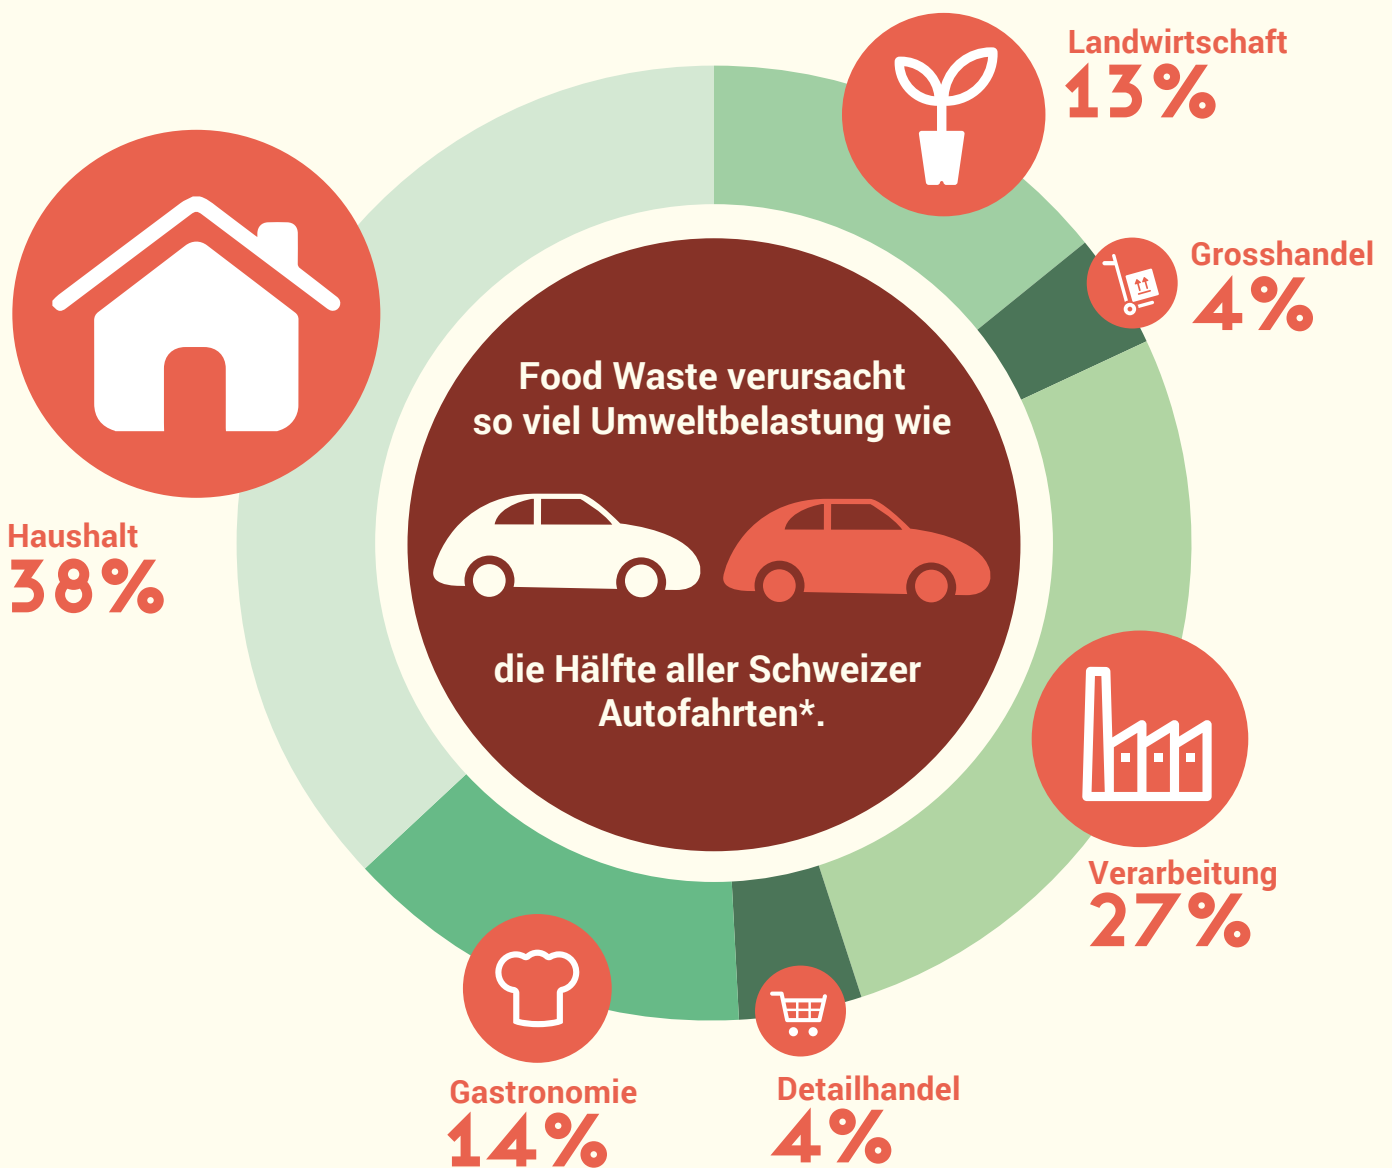 Landwirtschaft
13%
Grosshandel
4%
Food Waste verursacht
so viel Umweltbelastung wie
die Hälfte aller Schweizer
Autofahrten*.
Haushalt
38%
Verarbeitung
27%
Gastronomie
14%
Detailhandel
4%